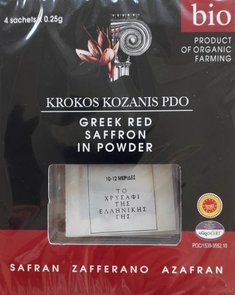 4 sachets x 0.25g
bio
PRODUCT
OF ORGANIC
FARMING
KROKOS KOZANIS PDO
GREEK RED
SAFFRON
IN POWDER
10-12 ΜΕΡΙΔΕΣ
ΤΟ
ΧΡΥΣΑΦΙ
ΤΗΣ
ΕΛΛΗΝΙΚΗΣ
ΓΗΣ
SAFRAN ZAFFERANO AZAFRAN